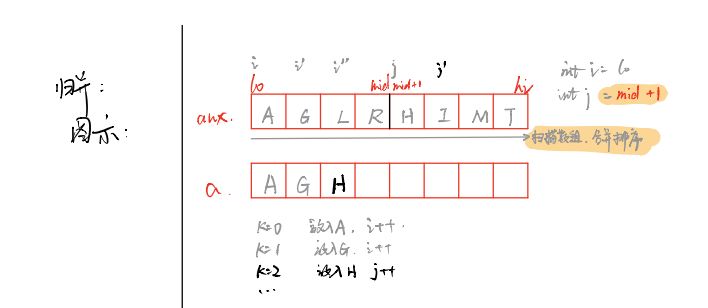 归并：
图示：
i i' i'' j j'
lo mid mid+1 hi
int i = lo
int j = mid +1
aux. A G L R H I M T
扫描数组，合并排序
a. A G H
K=0 放入A. i++.
K=1 放入G. i++
K=2 放入H j++
...